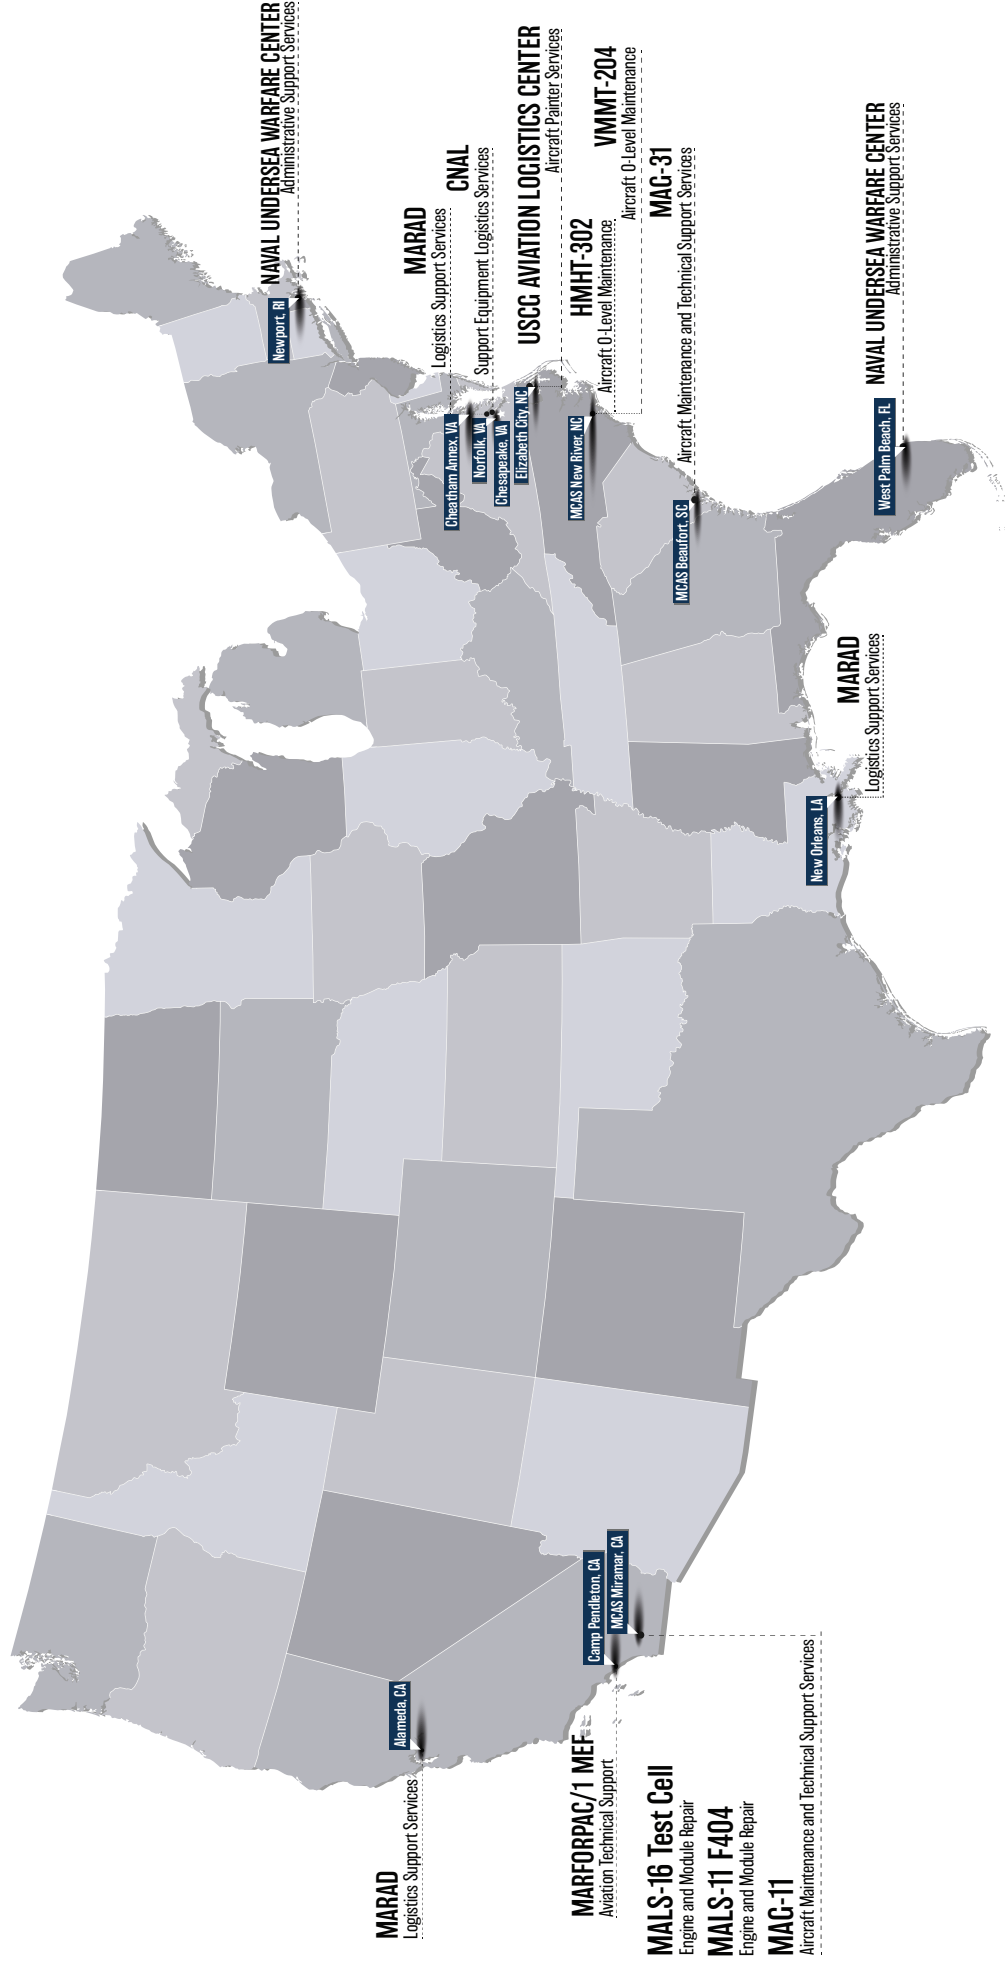 NAVAL UNDERSEA WARFARE CENTER
Administrative Support Services
Newport, RI
MARAD
Logistics Support Services
Cheatham Annex, VA
CNAL
Support Equipment Logistics Services
Norfolk, VA
Chesapeake, VA
USCG AVIATION LOGISTICS CENTER
Aircraft Painter Services
Elizabeth City, NC
HMHT-302
Aircraft O-Level Maintenance
VMMT-204
Aircraft O-Level Maintenance
MCAS New River, NC
MAG-31
Aircraft Maintenance and Technical Support Services
MCAS Beaufort, SC
NAVAL UNDERSEA WARFARE CENTER
Administrative Support Services
West Palm Beach, FL
MARAD
Logistics Support Services
New Orleans, LA
MARAD
Logistics Support Services
Alameda, CA
MARFORPAC/1 MEF
Aviation Technical Support
Camp Pendleton, CA
MCAS Miramar, CA
MALS-16 Test Cell
Engine and Module Repair
MALS-11 F404
Engine and Module Repair
MAG-11
Aircraft Maintenance and Technical Support Services